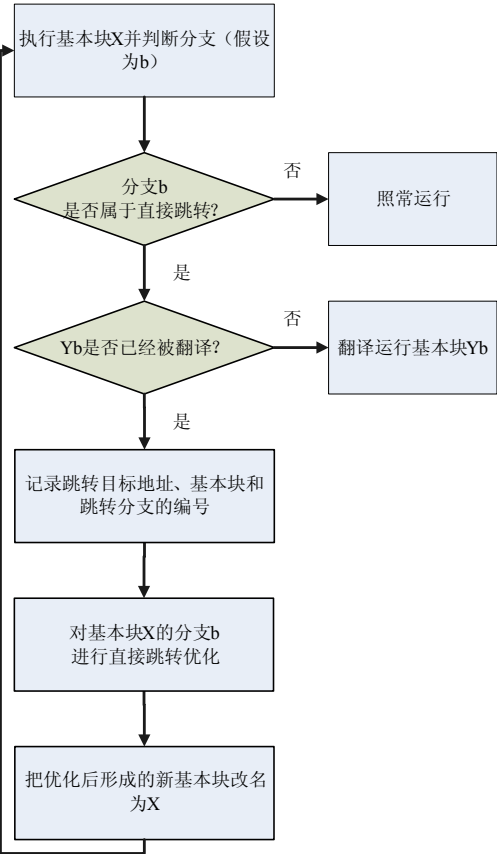 执行基本块X并判断分支（假设
为b）
分支b
是否属于直接跳转？
否
照常运行
是
Yb是否已经被翻译？
否
翻译运行基本块Yb
是
记录跳转目标地址、基本块和
跳转分支的编号
对基本块X的分支b
进行直接跳转优化
把优化后形成的新基本块改名
为X